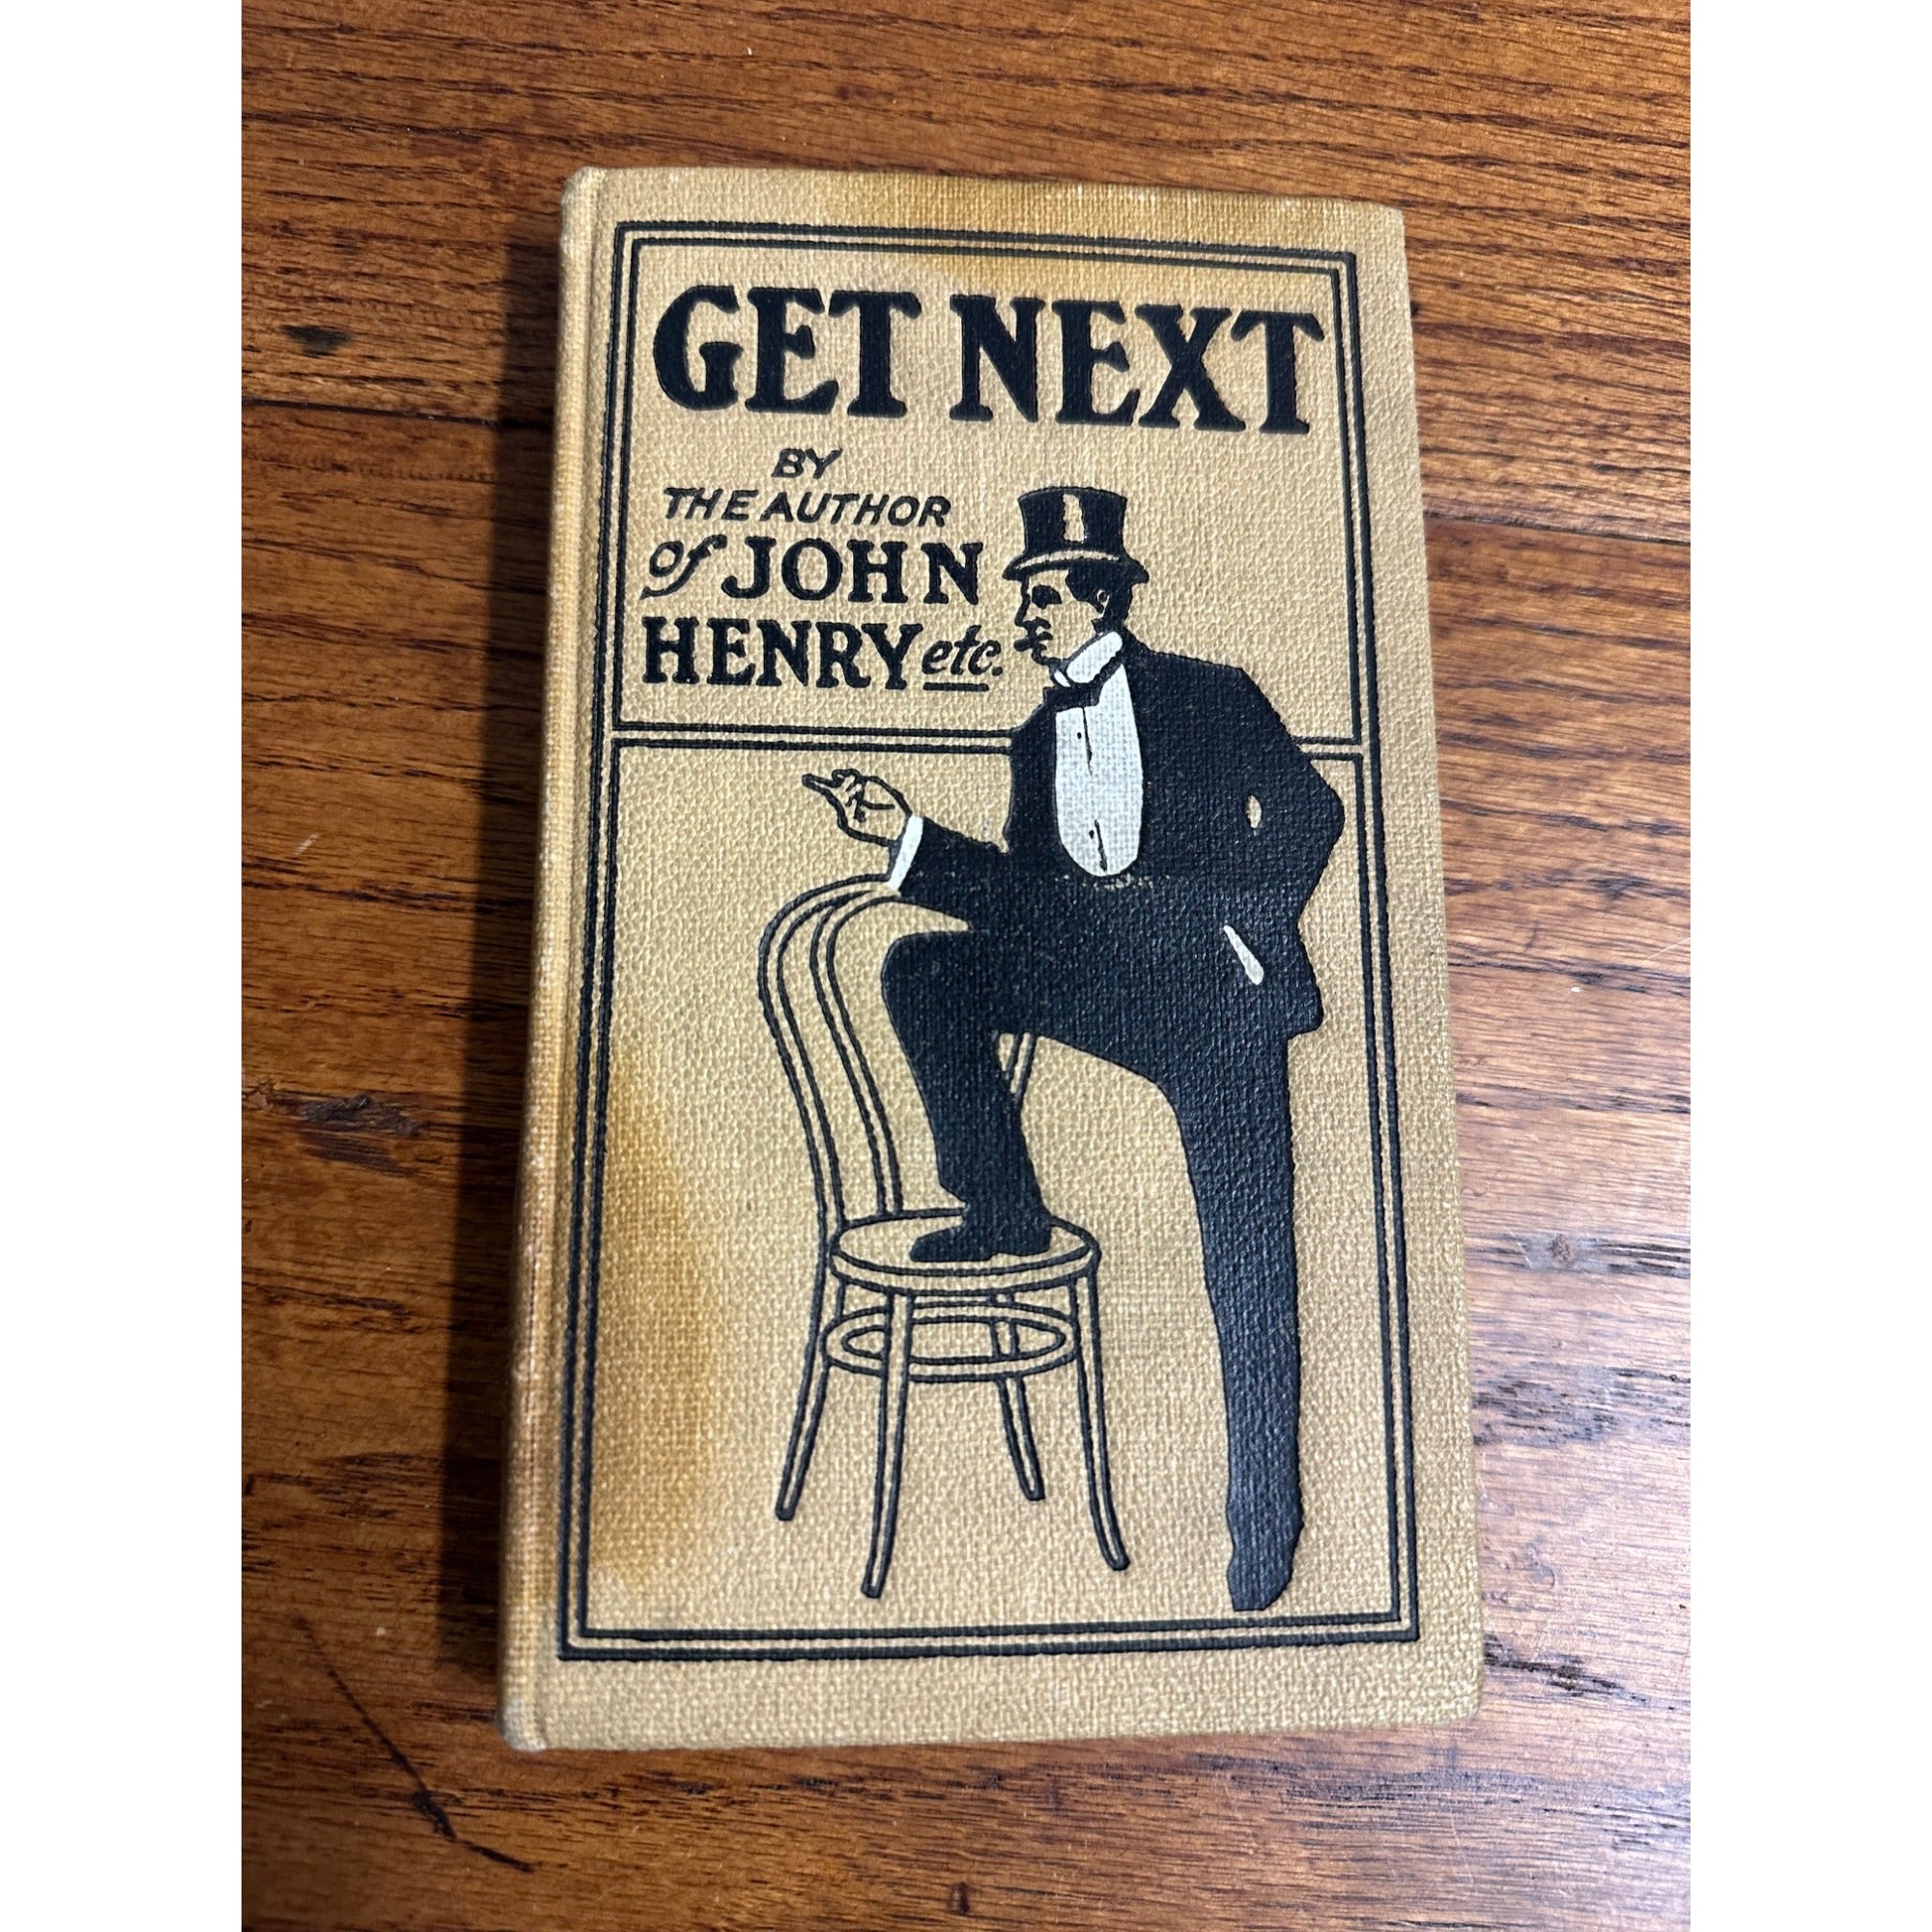 GET NEXT
BY
THE AUTHOR
of JOHN
HENRY etc.